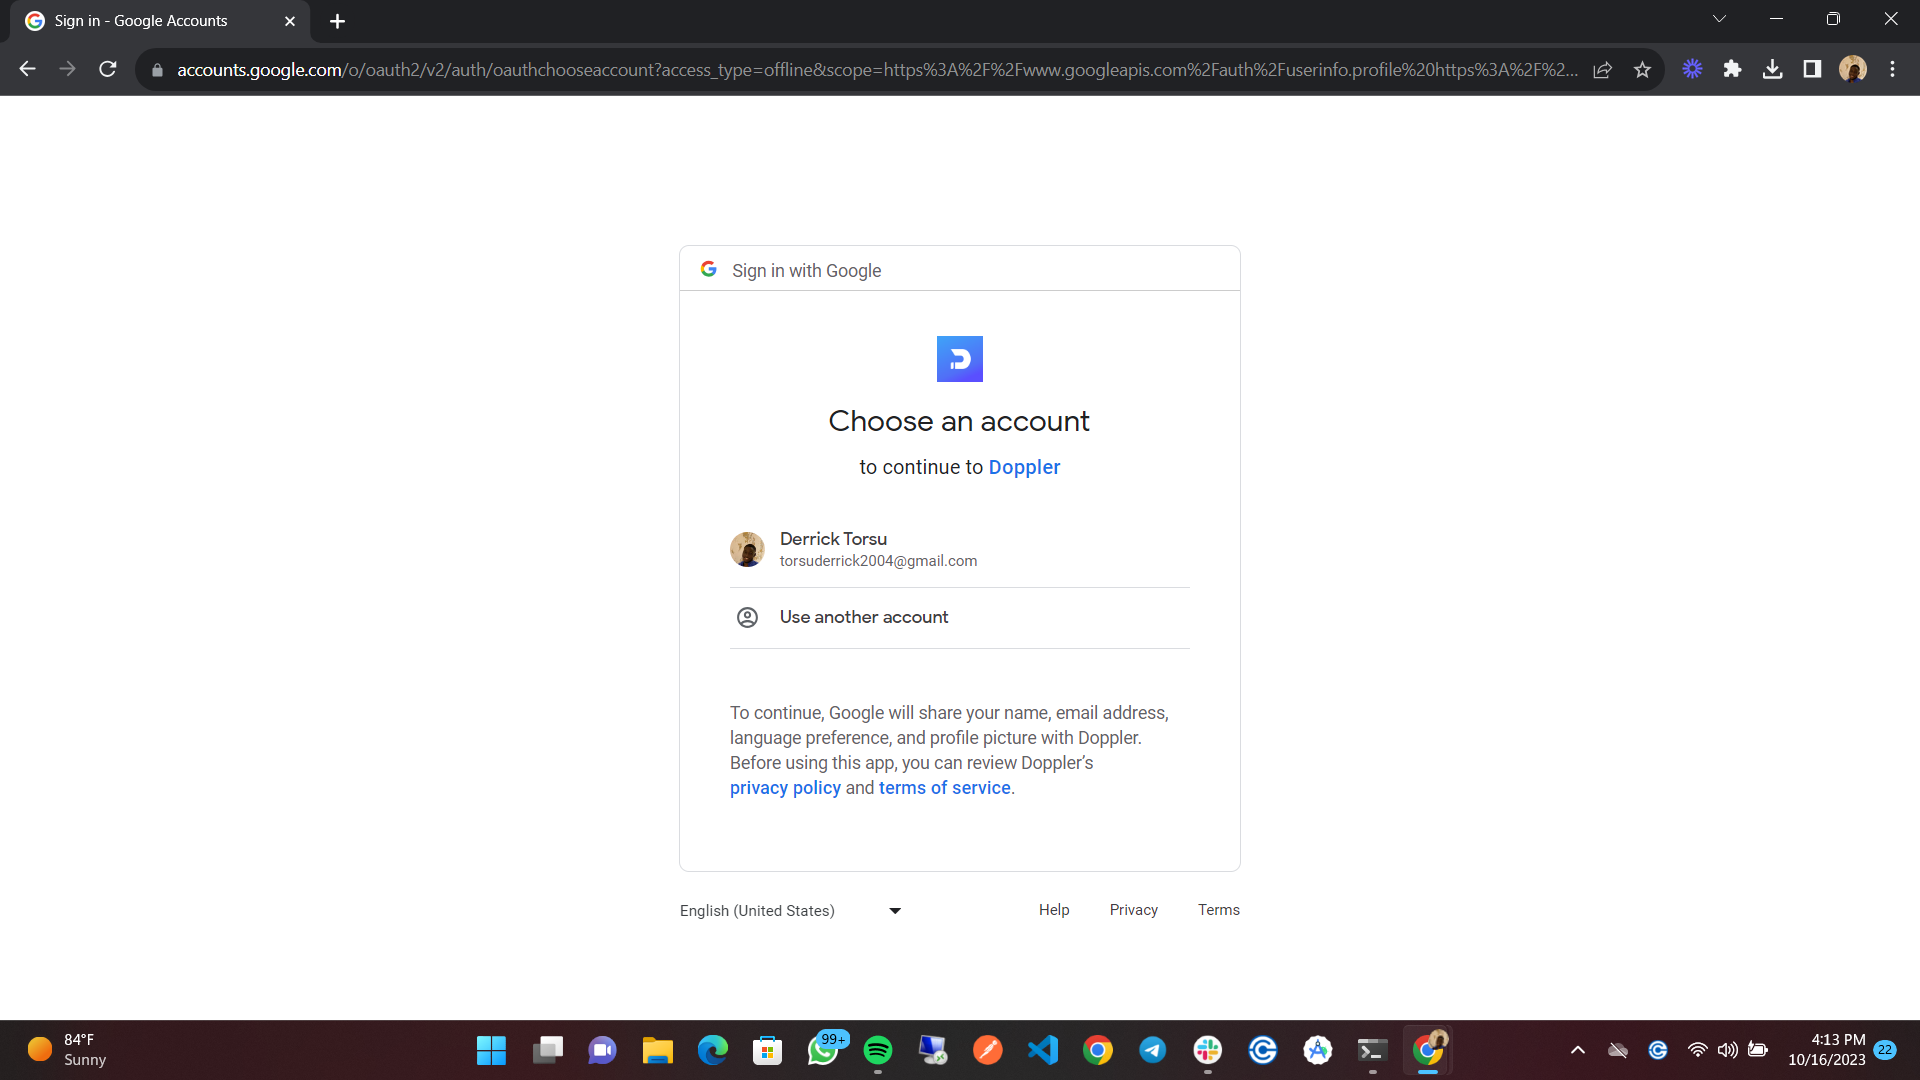 Sign in - Google Accounts
accounts.google.com/o/oauth2/v2/auth/oauthchooseaccount?access_type=offline&scope=https%3A%2F%2Fwww.googleapis.com%2Fauth%2Fuserinfo.profile%20https%3A%2F%2...
Sign in with Google
Choose an account
to continue to Doppler
Derrick Torsu
torsuderrick2004@gmail.com
Use another account
To continue, Google will share your name, email address,
language preference, and profile picture with Doppler.
Before using this app, you can review Doppler's
privacy policy and terms of service.
English (United States)
Help
Privacy
Terms
84°F
Sunny
99+
4:13 PM
10/16/2023
22